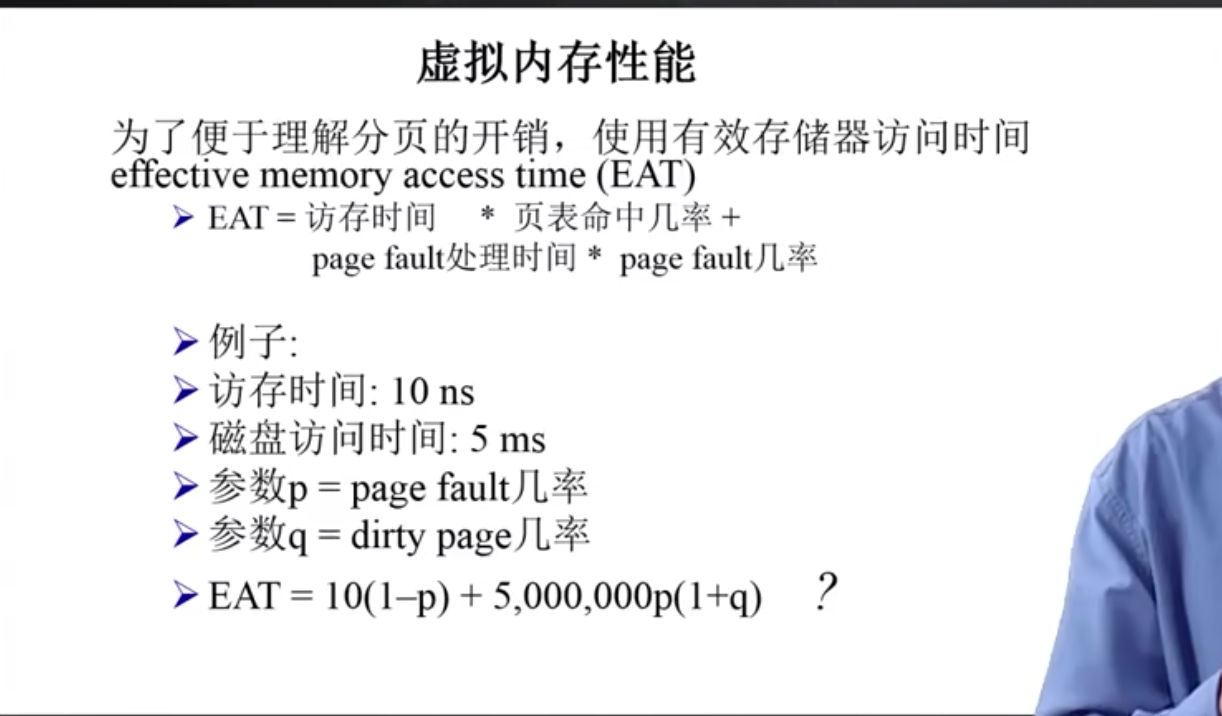 虚拟内存性能
为了便于理解分页的开销，使用有效存储器访问时间
effective memory access time (EAT)
➢ EAT = 访存时间 * 页表命中几率 +
page fault处理时间 * page fault几率
➢ 例子:
➢ 访存时间: 10 ns
➢ 磁盘访问时间: 5 ms
➢ 参数p = page fault几率
➢ 参数q = dirty page几率
➢ EAT = 10(1–p) + 5,000,000p(1+q) ?